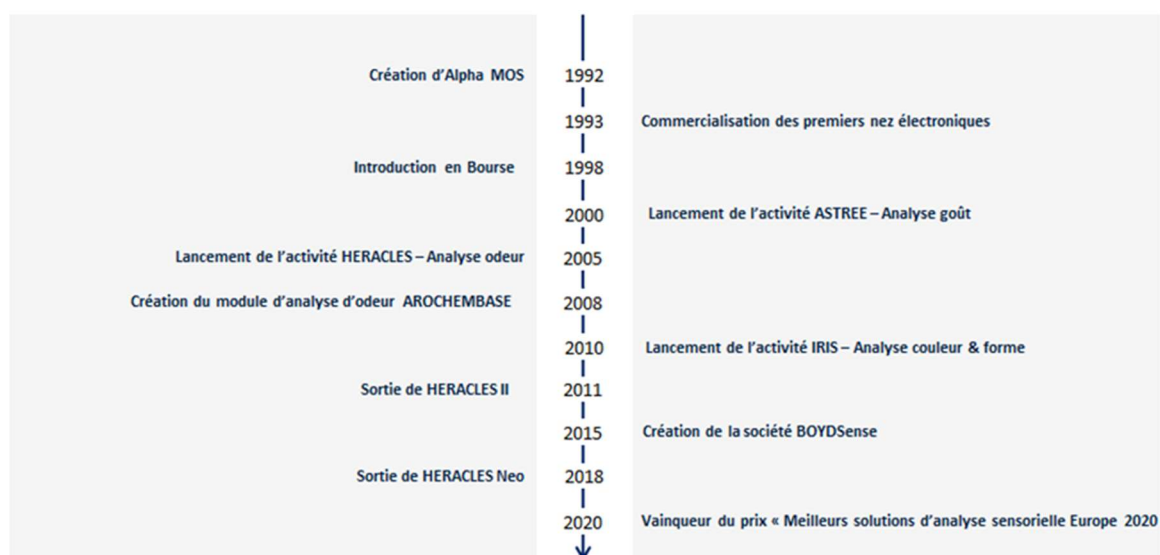 Création d'Alpha MOS
1992
1993
Commercialisation des premiers nez électroniques
Introduction en Bourse
1998
2000
Lancement de l'activité ASTREE – Analyse goût
Lancement de l'activité HERACLES – Analyse odeur
2005
Création du module d'analyse d'odeur AROCHEMBASE
2008
2010
Lancement de l'activité IRIS – Analyse couleur & forme
Sortie de HERACLES II
2011
2015
Création de la société BOYDSense
Sortie de HERACLES Neo
2018
2020
Vainqueur du prix « Meilleurs solutions d'analyse sensorielle Europe 2020